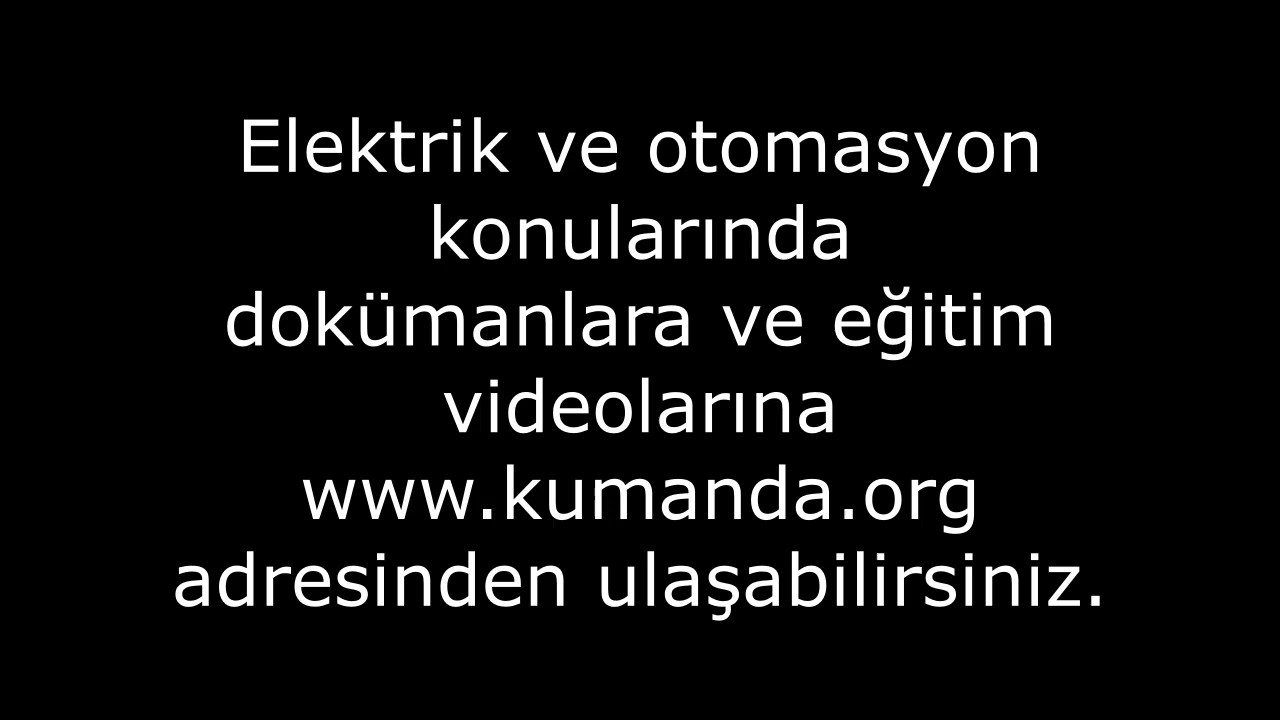 Elektrik ve otomasyon
konularında
dokümanlara ve eğitim
videolarına
www.kumanda.org
adresinden ulaşabilirsiniz.